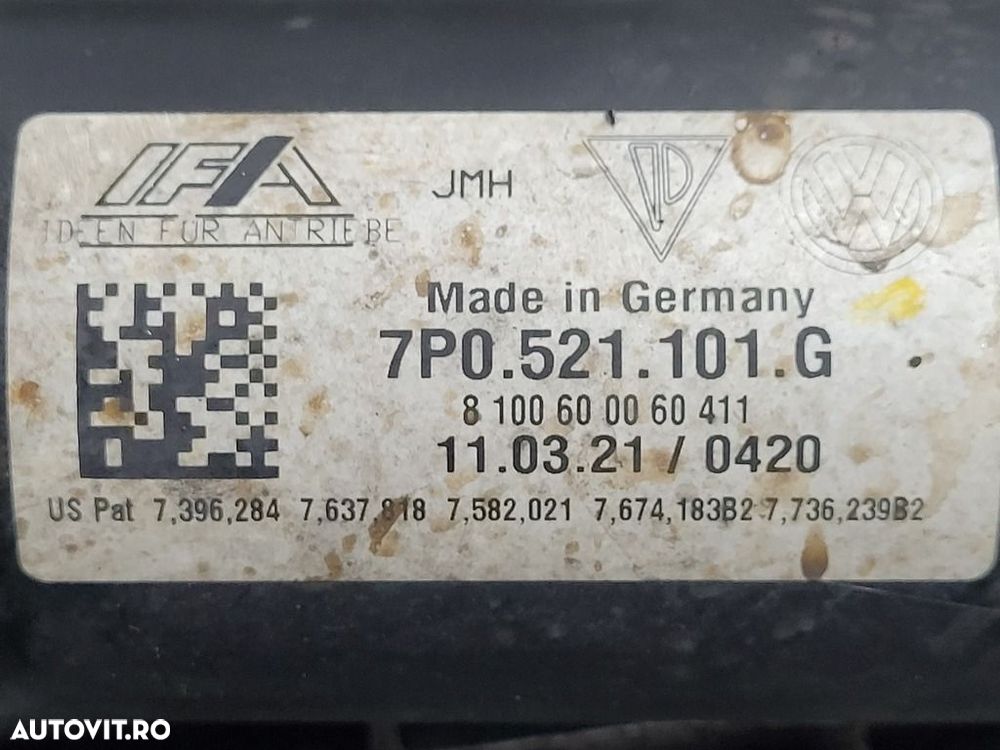 IFA
IDEEN FÜR ANTRIEBE
JMH
Made in Germany
7P0.521.101.G
8 100 60 00 60 411
11.03.21 / 0420
US Pat 7,396,284 7,637,818 7,582,021 7,674,183B2 7,736,239B2
AUTOVIT.RO